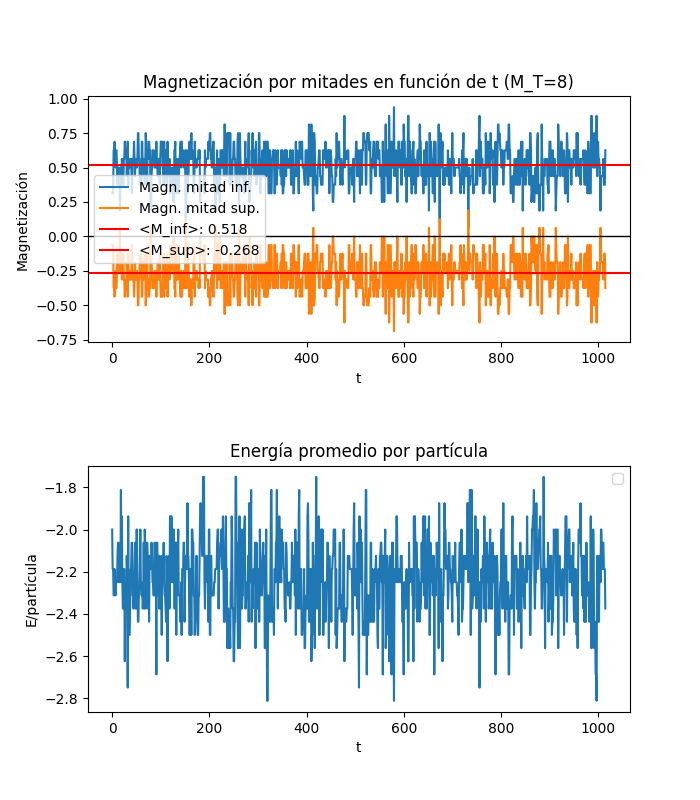 Magnetización por mitades en función de t (M_T=8)
1.00
0.75
0.50
0.25
0.00
−0.25
−0.50
−0.75
Magnetización
Magn. mitad inf.
Magn. mitad sup.
<M_inf>: 0.518
<M_sup>: -0.268
0 200 400 600 800 1000
t
Energía promedio por partícula
−1.8
−2.0
−2.2
−2.4
−2.6
−2.8
E/partícula
0 200 400 600 800 1000
t